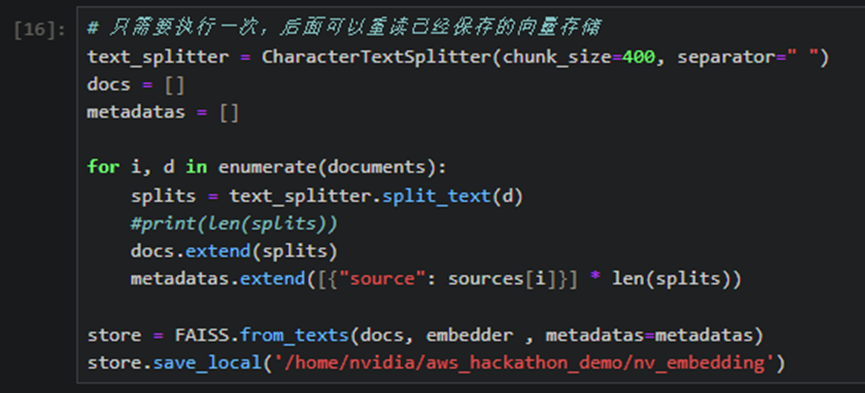 [16]: # 只需要执行一次，后面可以重读已经保存的向量存储
text_splitter = CharacterTextSplitter(chunk_size=400, separator=" ")
docs = []
metadatas = []
for i, d in enumerate(documents):
    splits = text_splitter.split_text(d)
    #print(len(splits))
    docs.extend(splits)
    metadatas.extend([{"source": sources[i]}] * len(splits))
store = FAISS.from_texts(docs, embedder , metadatas=metadatas)
store.save_local('/home/nvidia/aws_hackathon_demo/nv_embedding')